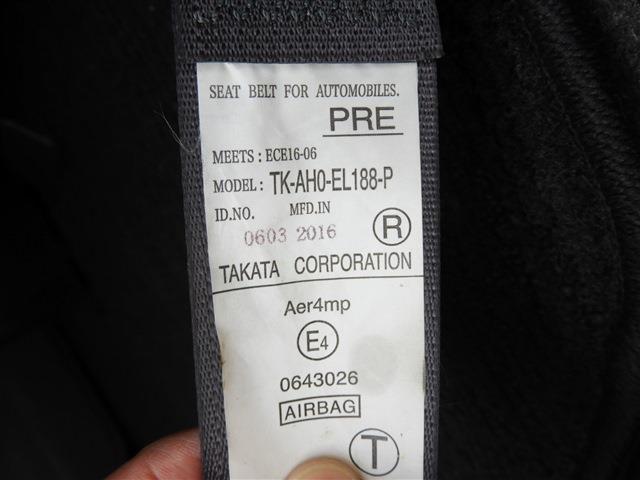 SEAT BELT FOR AUTOMOBILES.
PRE
MEETS : ECE16-06
MODEL : TK-AH0-EL188-P
ID.NO. MFD.IN
0603 2016
R
TAKATA CORPORATION
Aer4mp
E4
0643026
AIRBAG
T